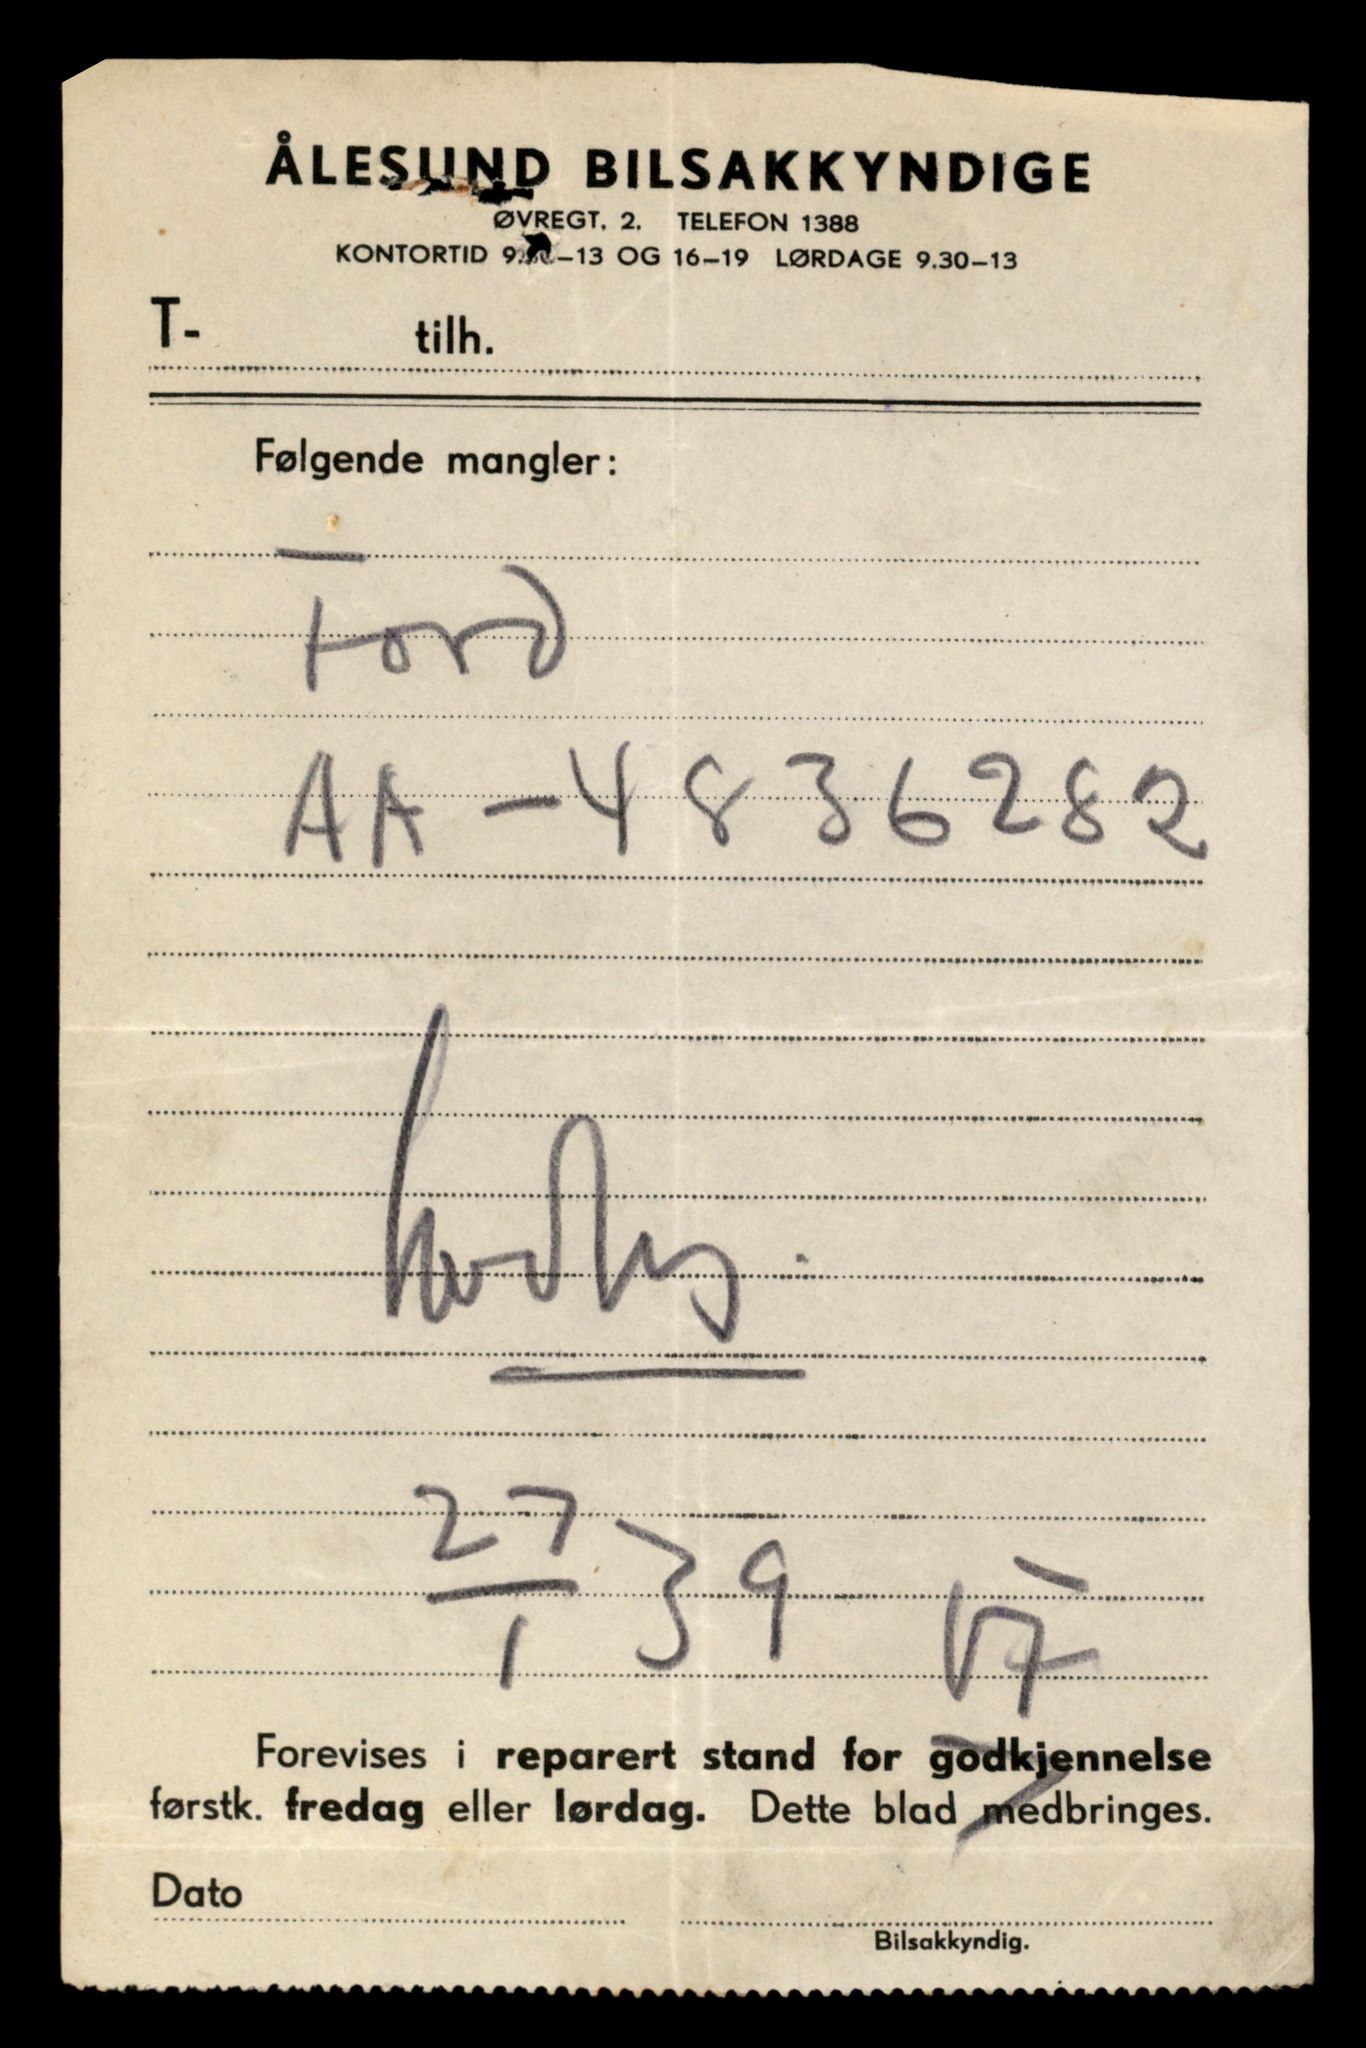 ÅLESUND BILSAKKYNDIGE
ØVREGT. 2. TELEFON 1388
KONTORTID 9. –13 OG 16–19 LØRDAGE 9.30–13
T- tilh.
Følgende mangler:
Ford
AA – 4836282
27/1 39
Forevises i reparert stand for godkjennelse
førstk. fredag eller lørdag. Dette blad medbringes.
Dato
Bilsakkyndig.